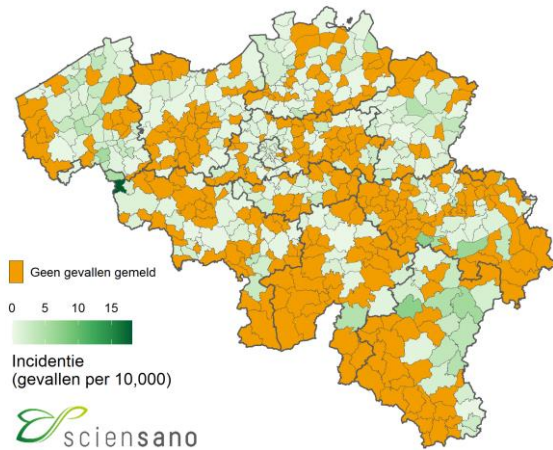 Geen gevallen gemeld
0 5 10 15
Incidentie
(gevallen per 10,000)
sciensano